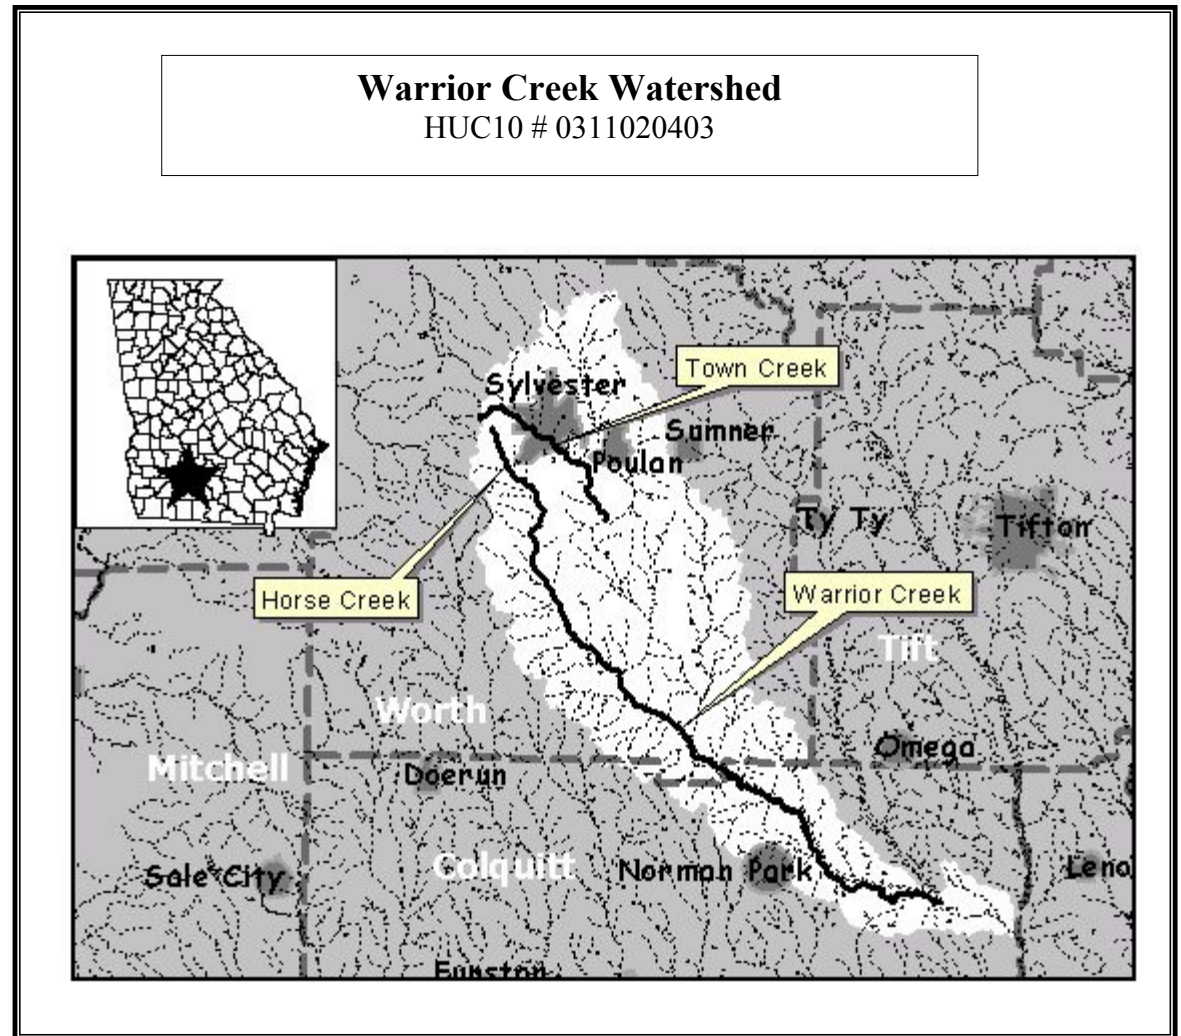 Warrior Creek Watershed
HUC10 # 0311020403
Town Creek
Sylvester
Sumner
Poulan
Ty Ty
Tifton
Horse Creek
Warrior Creek
Tift
Worth
Omega
Mitchell
Doerun
Sale City
Colquitt
Norman Park
Leno
Funston